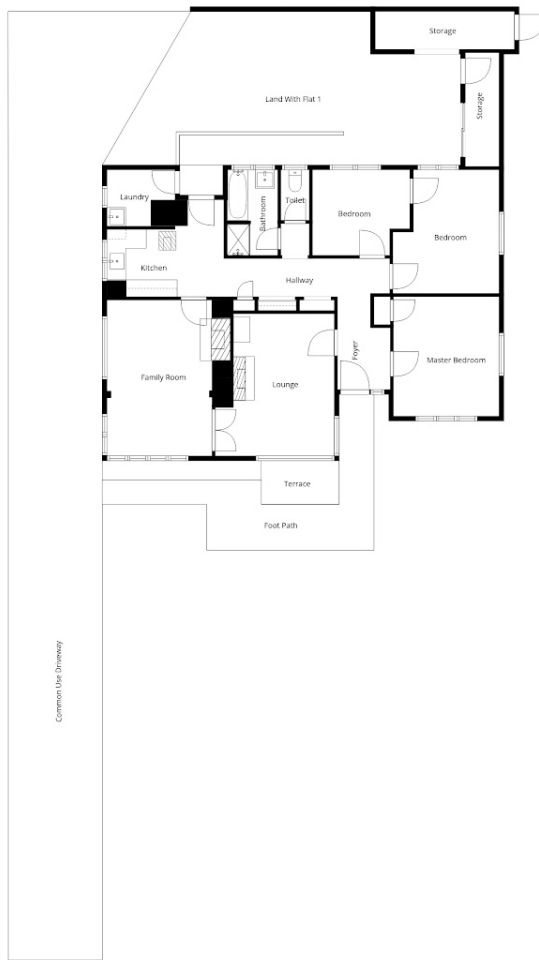 Storage
Storage
Land With Flat 1
Laundry
Bathroom
Toilet
Bedroom
Bedroom
Kitchen
Hallway
Foyer
Master Bedroom
Family Room
Lounge
Terrace
Foot Path
Common Use Driveway